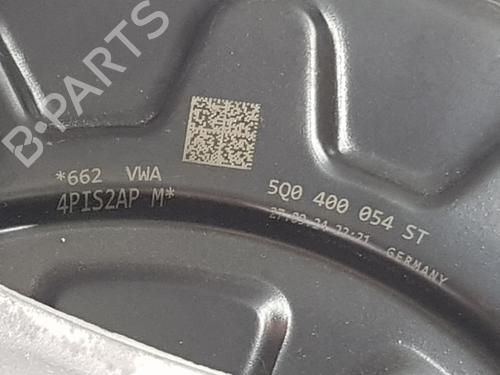 B-PARTS
*662 VWA
4PIS2AP M*
5Q0 400 054 ST
GERMANY